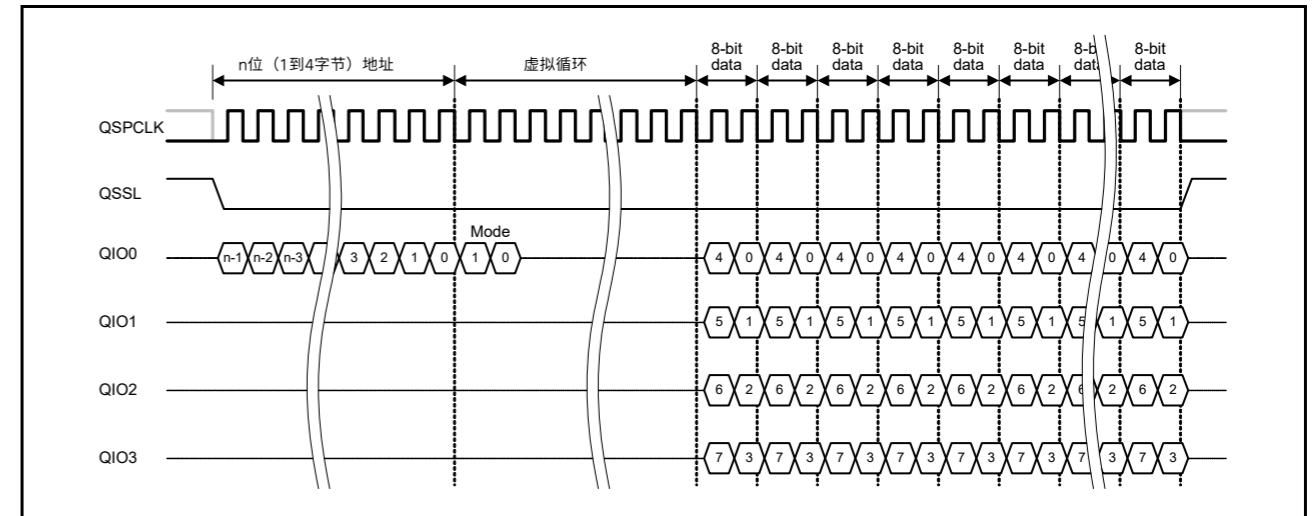 n位（1到4字节）地址 虚拟循环 8-bit data 8-bit data 8-bit data 8-bit data 8-bit data 8-bit data 8-b data 8-bit data
QSPCLK
QSSL
Mode
QIO0 n-1 n-2 n-3 3 2 1 0 1 0 4 0 4 0 4 0 4 0 4 0 4 0 4 0 4 0
QIO1 5 1 5 1 5 1 5 1 5 1 5 1 5 1 5 1
QIO2 6 2 6 2 6 2 6 2 6 2 6 2 6 2 6 2
QIO3 7 3 7 3 7 3 7 3 7 3 7 3 7 3 7 3